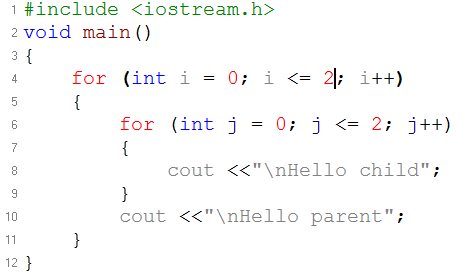 1 #include <iostream.h>
2 void main()
3 {
4     for (int i = 0; i <= 2; i++)
5     {
6         for (int j = 0; j <= 2; j++)
7         {
8             cout <<"\nHello child";
9         }
10         cout <<"\nHello parent";
11     }
12 }